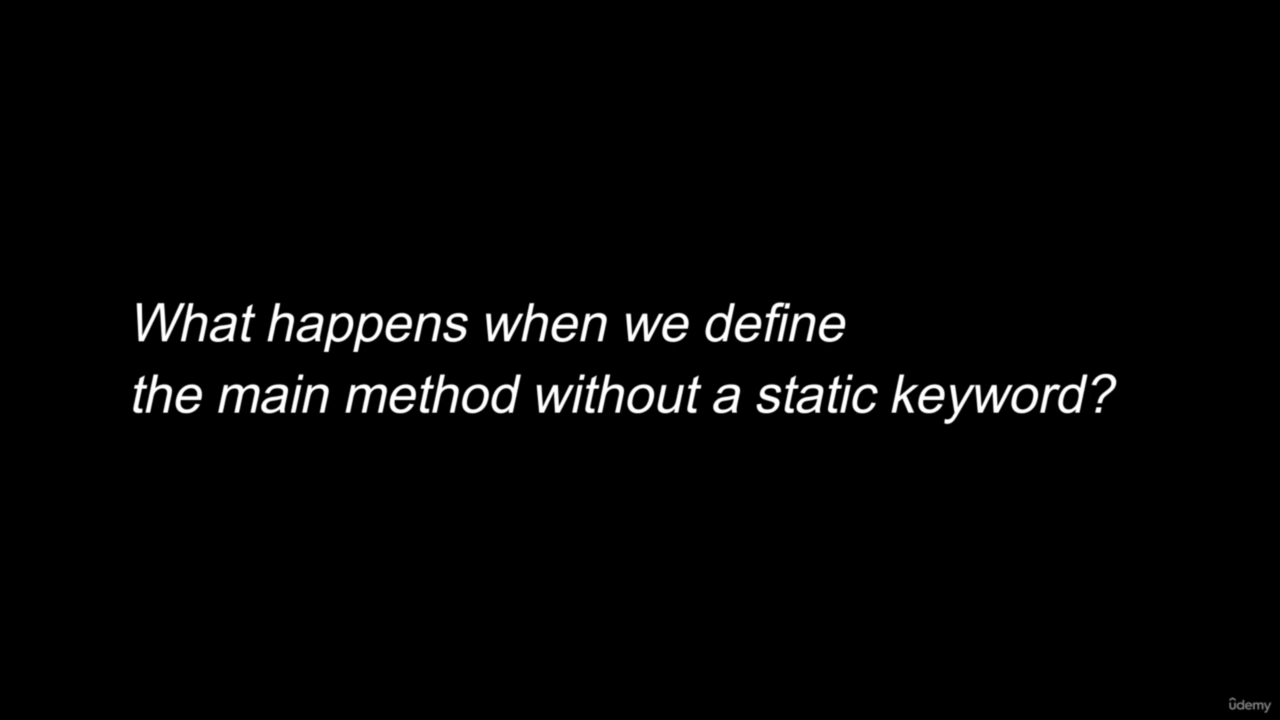 What happens when we define
the main method without a static keyword?
ûdemy